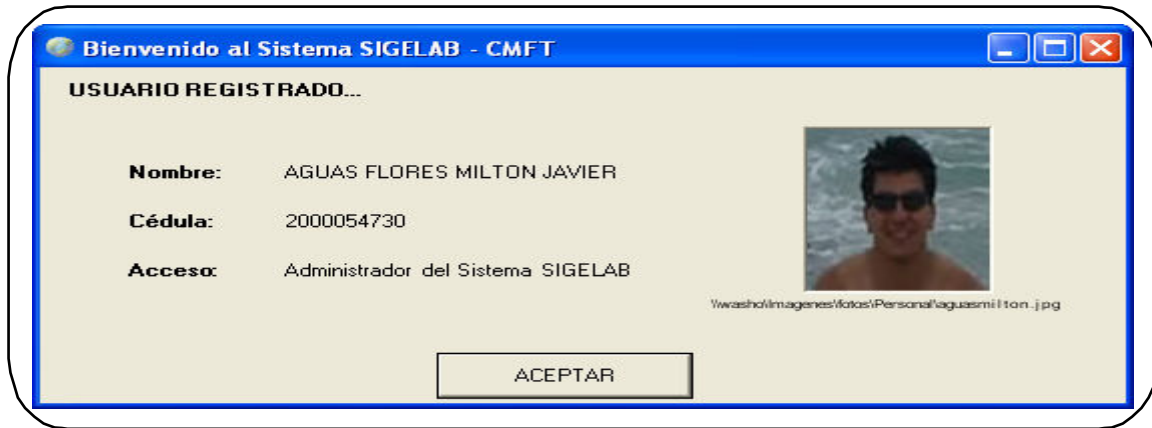 Bienvenido al Sistema SIGELAB - CMFT
USUARIO REGISTRADO...
Nombre: AGUAS FLORES MILTON JAVIER
Cédula: 2000054730
Acceso: Administrador del Sistema SIGELAB
\\washo\Imagenes\fotos\Personal\aguasmilton.jpg
ACEPTAR